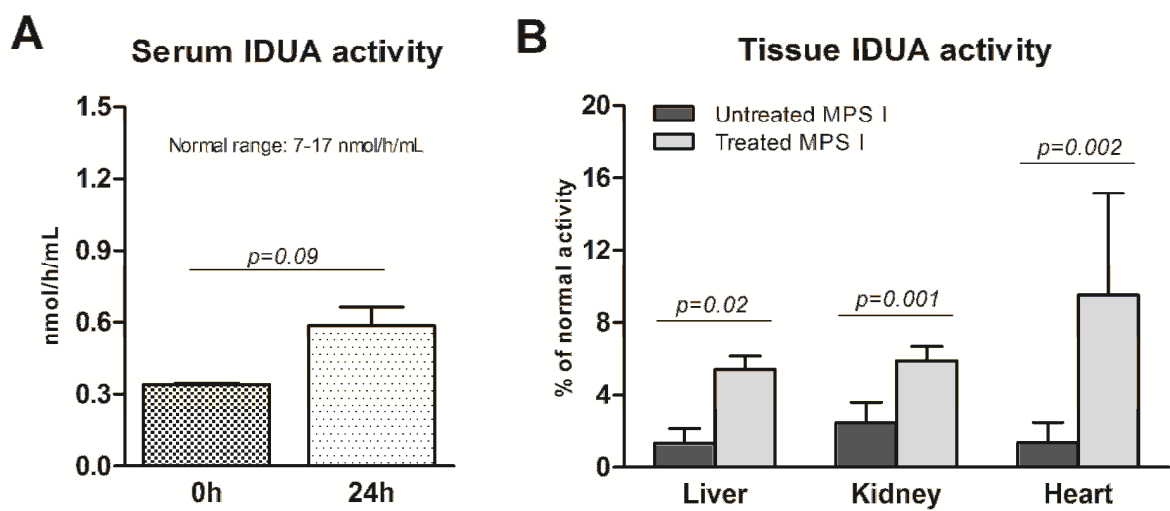 A
Serum IDUA activity
1.5
1.2
0.9
0.6
0.3
0.0
nmol/h/mL
Normal range: 7-17 nmol/h/mL
p=0.09
0h
24h
B
Tissue IDUA activity
20
16
12
8
4
0
% of normal activity
Untreated MPS I
Treated MPS I
p=0.02
p=0.001
p=0.002
Liver
Kidney
Heart